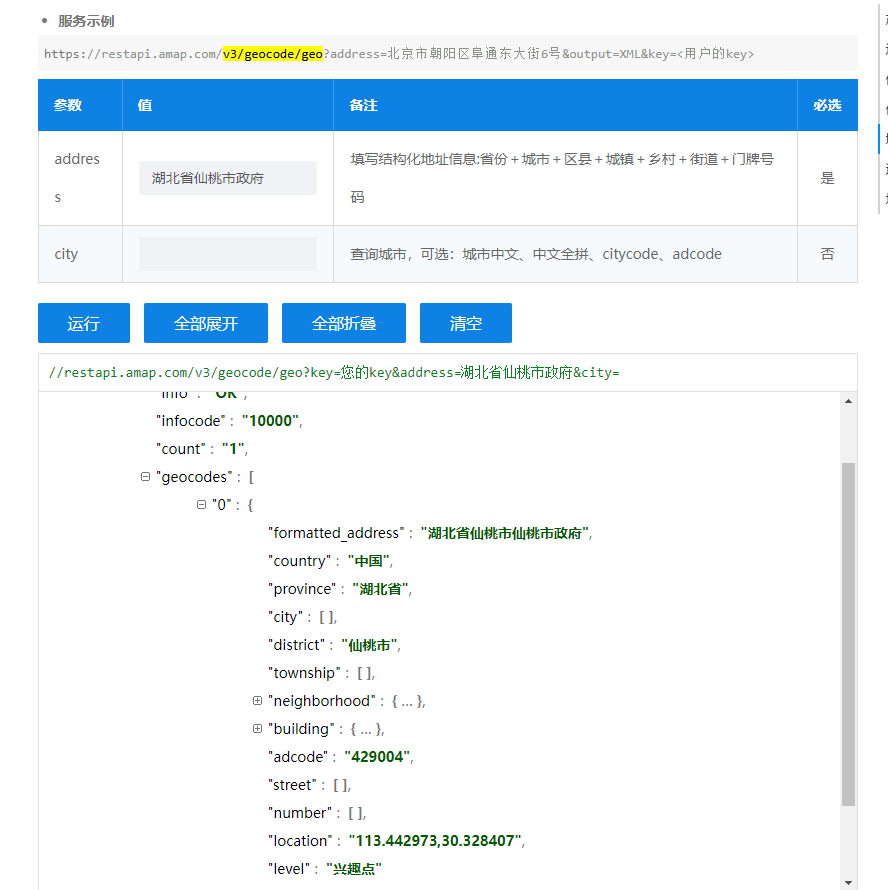 服务示例
https://restapi.amap.com/v3/geocode/geo?address=北京市朝阳区阜通东大街6号&output=XML&key=<用户的key>
参数 值 备注 必选
addres
s
湖北省仙桃市政府
填写结构化地址信息:省份＋城市＋区县＋城镇＋乡村＋街道＋门牌号
码
是
city 查询城市，可选：城市中文、中文全拼、citycode、adcode 否
运行 全部展开 全部折叠 清空
//restapi.amap.com/v3/geocode/geo?key=您的key&address=湖北省仙桃市政府&city=
"info" : "OK",
"infocode" : "10000",
"count" : "1",
"geocodes" : [
"0" : {
"formatted_address" : "湖北省仙桃市仙桃市政府",
"country" : "中国",
"province" : "湖北省",
"city" : [ ],
"district" : "仙桃市",
"township" : [ ],
"neighborhood" : { ... },
"building" : { ... },
"adcode" : "429004",
"street" : [ ],
"number" : [ ],
"location" : "113.442973,30.328407",
"level" : "兴趣点"